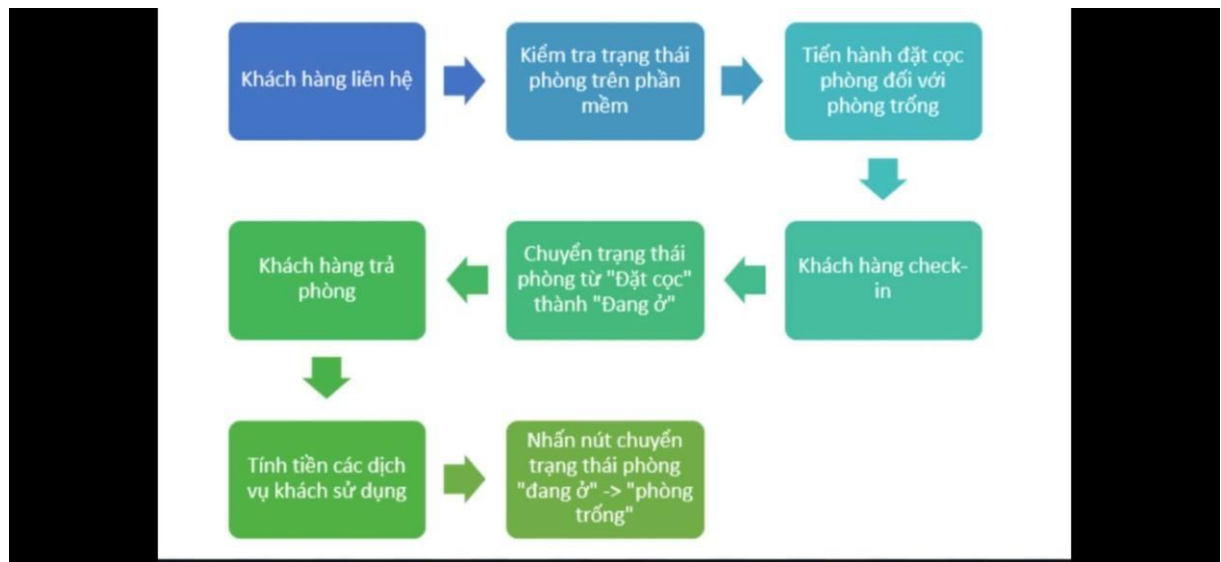 Khách hàng liên hệ
Kiểm tra trạng thái
phòng trên phần
mềm
Tiến hành đặt cọc
phòng đối với
phòng trống
Khách hàng check-
in
Chuyển trạng thái
phòng từ "Đặt cọc"
thành "Đang ở"
Khách hàng trả
phòng
Tính tiền các dịch
vụ khách sử dụng
Nhấn nút chuyển
trạng thái phòng
"đang ở" -> "phòng
trống"